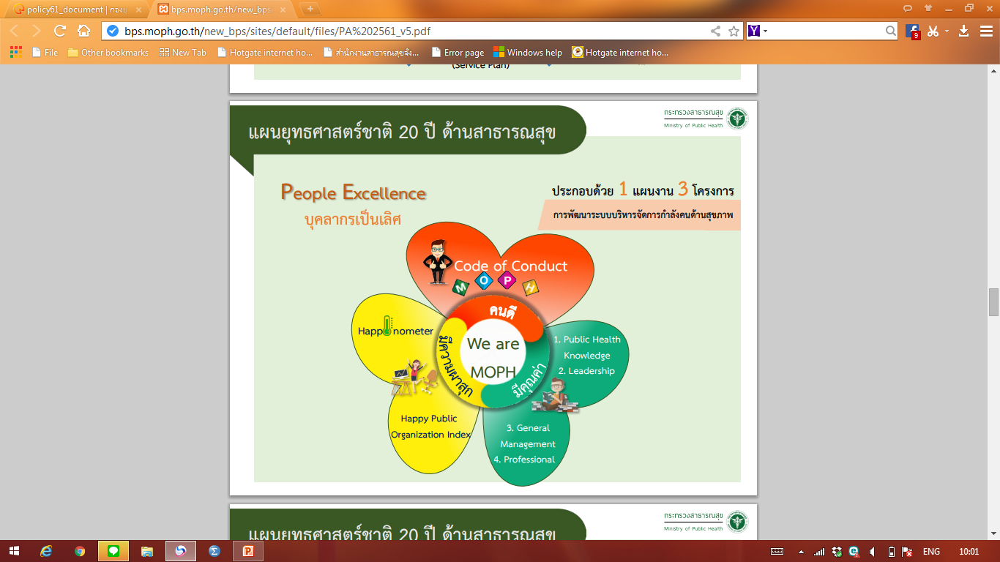 policy61_document | กองย
bps.moph.go.th/new_bps
bps.moph.go.th/new_bps/sites/default/files/PA%202561_v5.pdf
9
File
Other bookmarks
New Tab
Hotgate internet ho...
สำนักงานสาธารณสุขจัง...
Error page
Windows help
Hotgate internet ho...
(Service Plan)
แผนยุทธศาสตร์ชาติ 20 ปี ด้านสาธารณสุข
กระทรวงสาธารณสุข
Ministry of Public Health
People Excellence
บุคลากรเป็นเลิศ
ประกอบด้วย 1 แผนงาน 3 โครงการ
การพัฒนาระบบบริหารจัดการกำลังคนด้านสุขภาพ
Code of Conduct
M O P H
คนดี
มีคุณค่า
มีความผาสุก
We are
MOPH
Happ nometer
Happy Public
Organization Index
1. Public Health
Knowledge
2. Leadership
3. General
Management
4. Professional
แผนยุทธศาสตร์ชาติ 20 ปี ด้านสาธารณสุข
กระทรวงสาธารณสุข
Ministry of Public Health
ENG
10:01